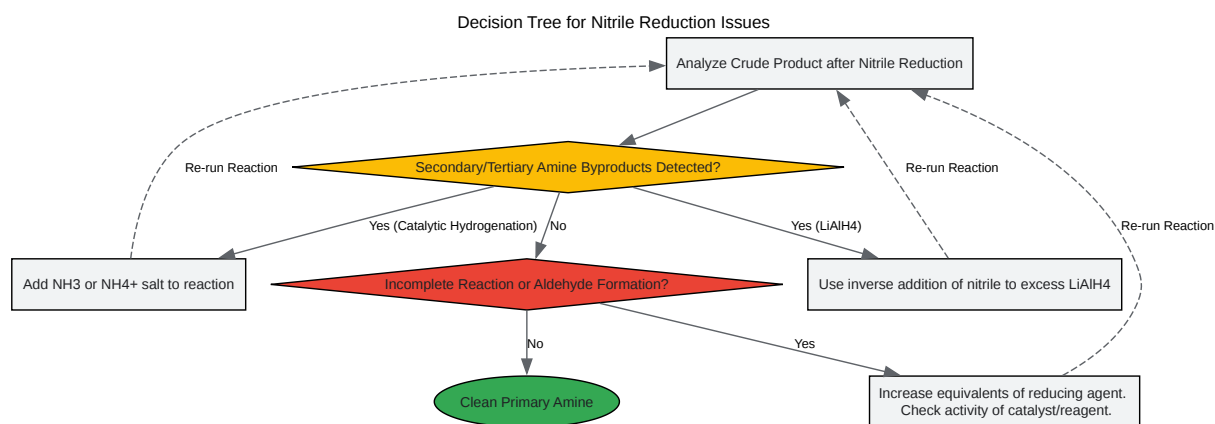 Decision Tree for Nitrile Reduction Issues
Analyze Crude Product after Nitrile Reduction
Re-run Reaction
Secondary/Tertiary Amine Byproducts Detected?
Re-run Reaction
Yes (Catalytic Hydrogenation)
No
Yes (LiAlH4)
Re-run Reaction
Add NH3 or NH4+ salt to reaction
Incomplete Reaction or Aldehyde Formation?
Use inverse addition of nitrile to excess LiAlH4
No
Yes
Clean Primary Amine
Increase equivalents of reducing agent.
Check activity of catalyst/reagent.